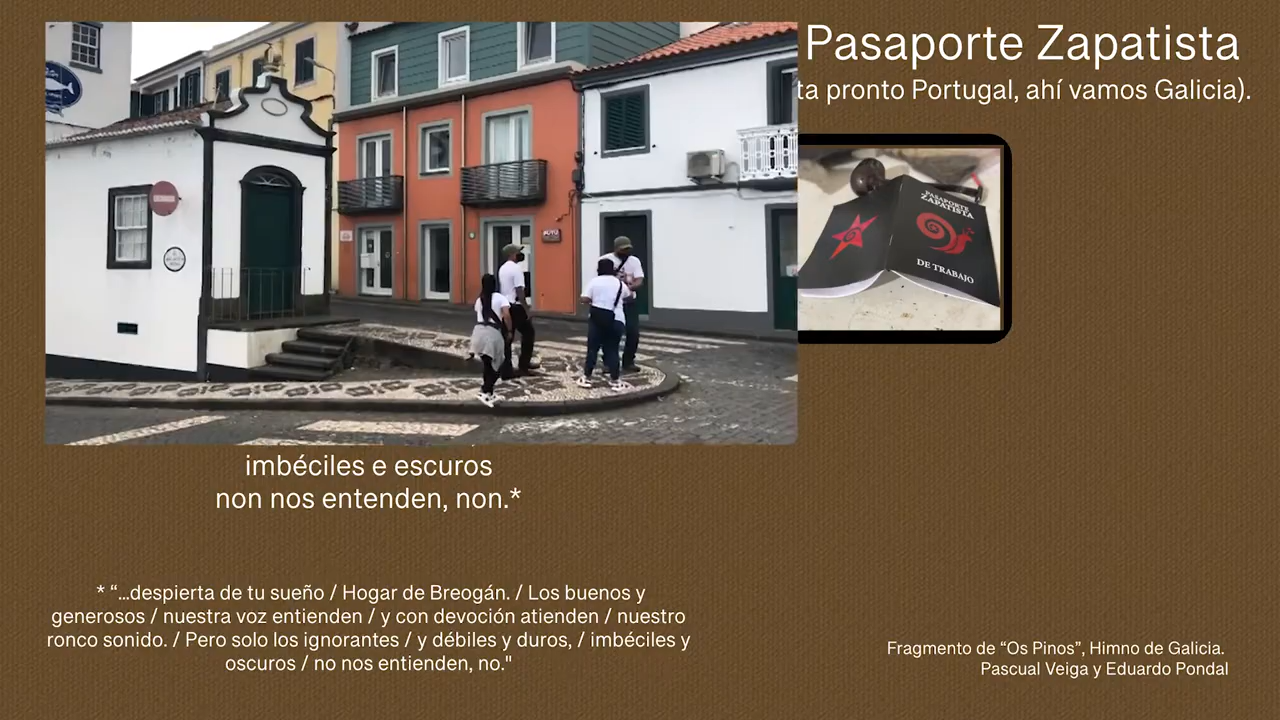 Pasaporte Zapatista
ta pronto Portugal, ahí vamos Galicia).
PASAPORTE
ZAPATISTA
DE TRABAJO
imbéciles e escuros
non nos entenden, non.*
* “...despierta de tu sueño / Hogar de Breogán. / Los buenos y
generosos / nuestra voz entienden / y con devoción atienden / nuestro
ronco sonido. / Pero solo los ignorantes / y débiles y duros, / imbéciles y
oscuros / no nos entienden, no."
Fragmento de “Os Pinos”, Himno de Galicia.
Pascual Veiga y Eduardo Pondal